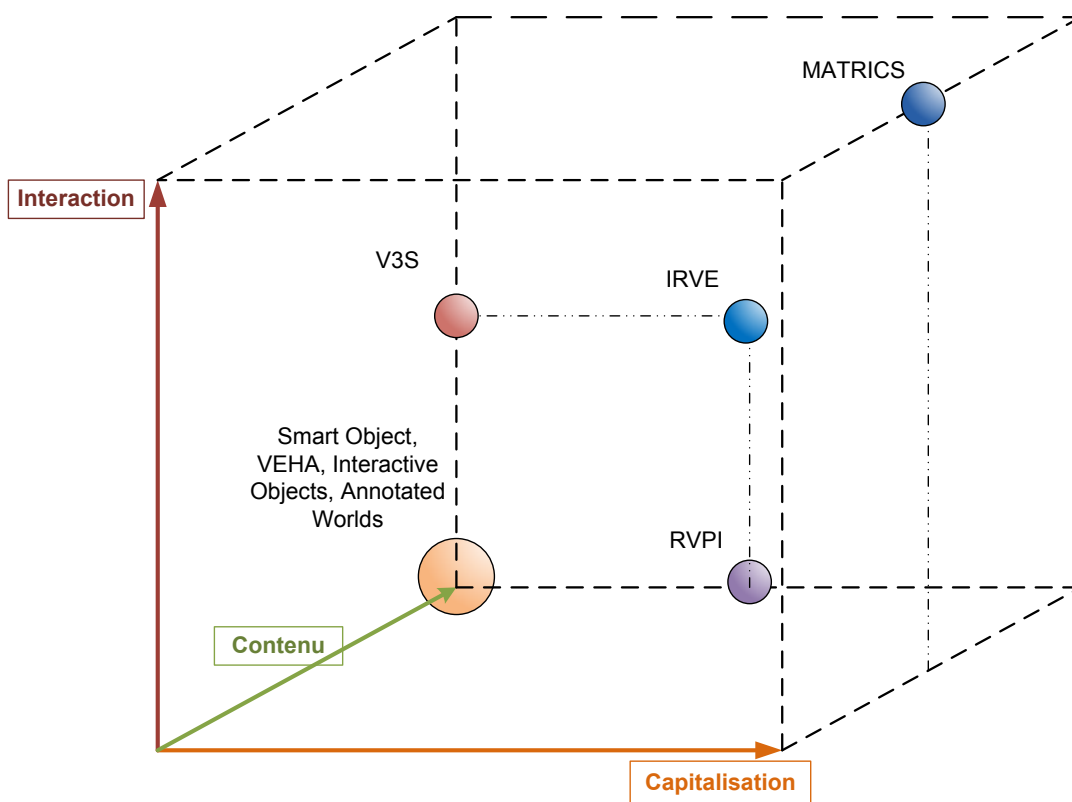 MATRICS
Interaction
V3S
IRVE
Smart Object,
VEHA, Interactive
Objects, Annotated
Worlds
RVPI
Contenu
Capitalisation